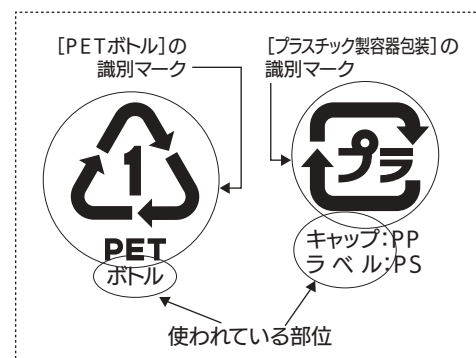 [PETボトル]の
識別マーク
[プラスチック製容器包装]の
識別マーク
1
PET
ボトル
プラ
キャップ:PP
ラベル:PS
使われている部位